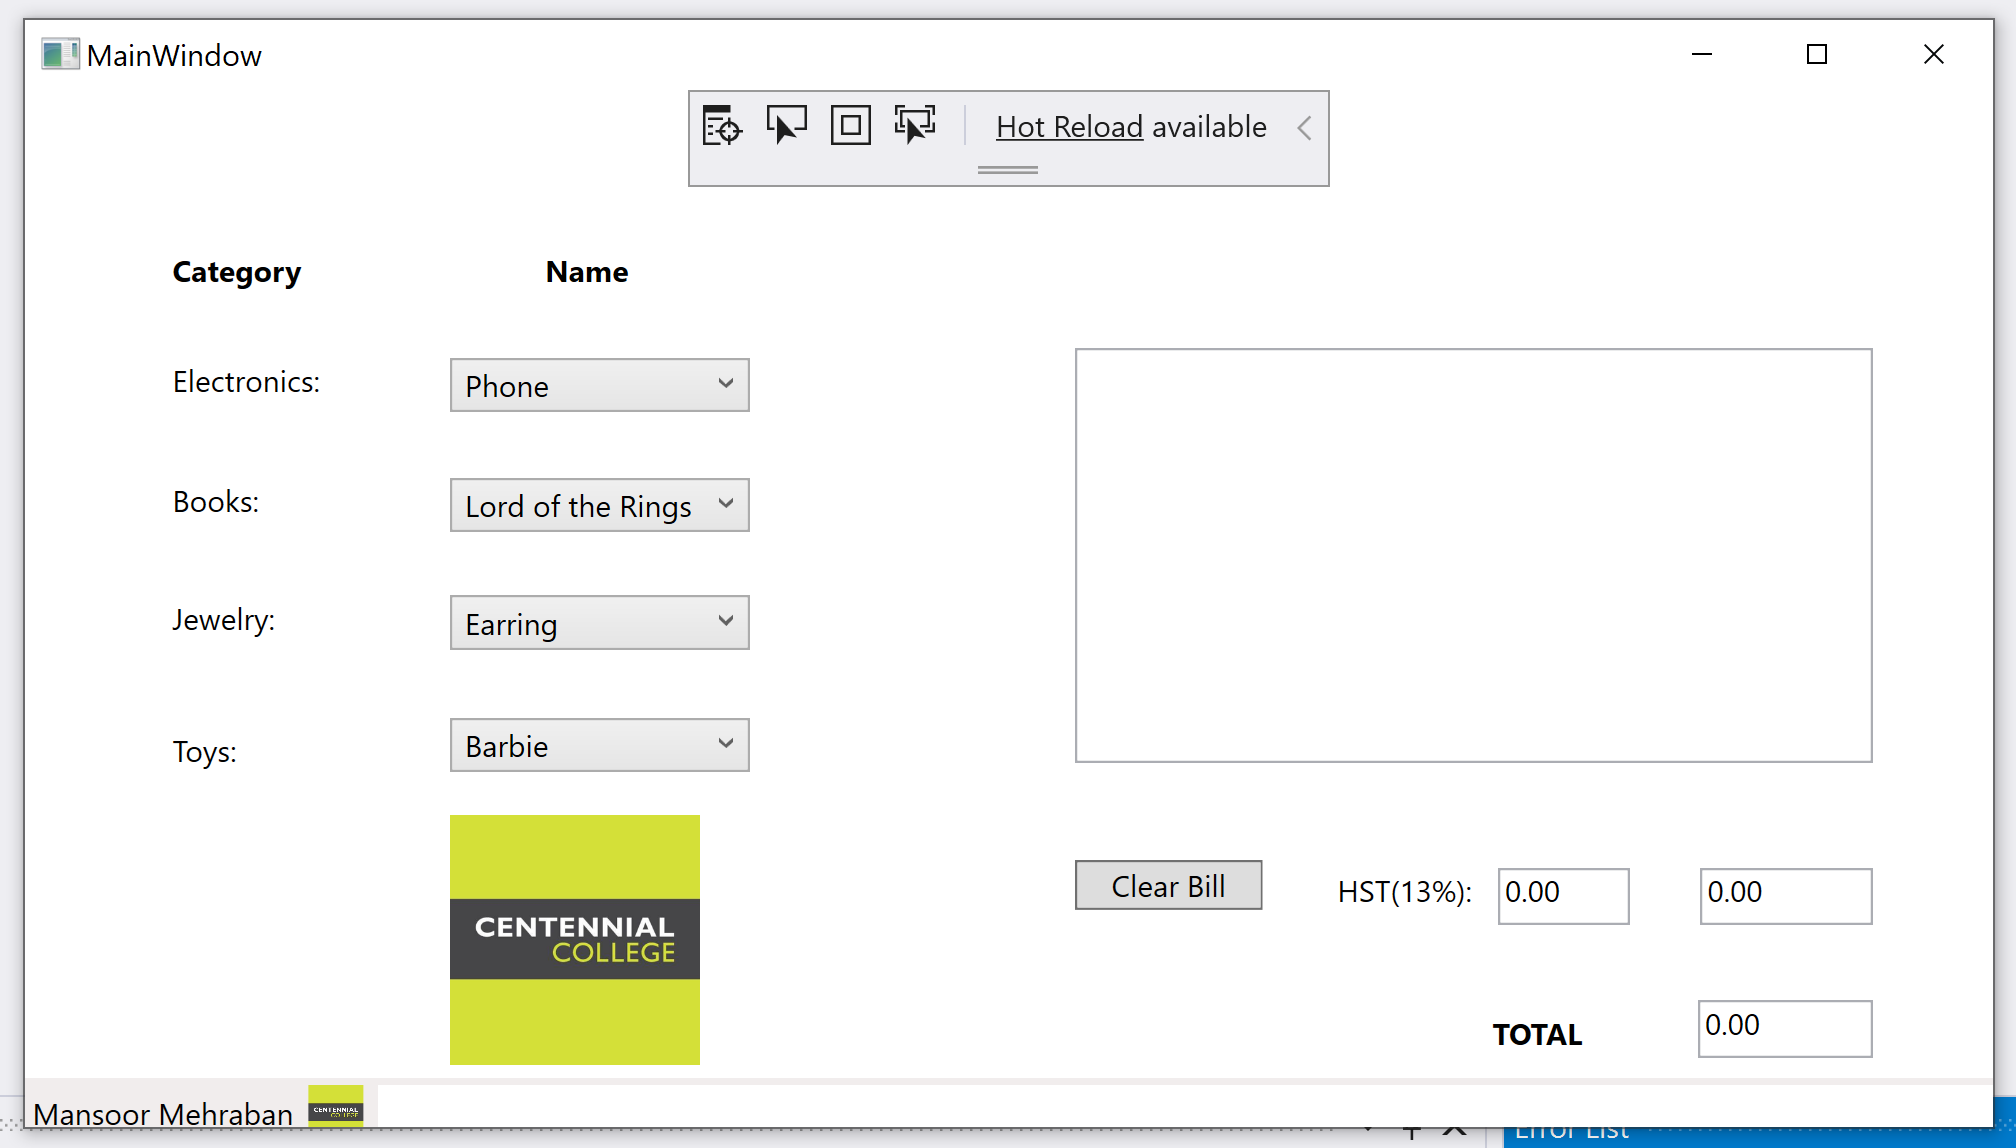 MainWindow
Hot Reload available
Category Name
Electronics: Phone
Books: Lord of the Rings
Jewelry: Earring
Toys: Barbie
CENTENNIAL
COLLEGE
Clear Bill HST(13%): 0.00 0.00
TOTAL 0.00
Mansoor Mehraban
CENTENNIAL
COLLEGE
Error List